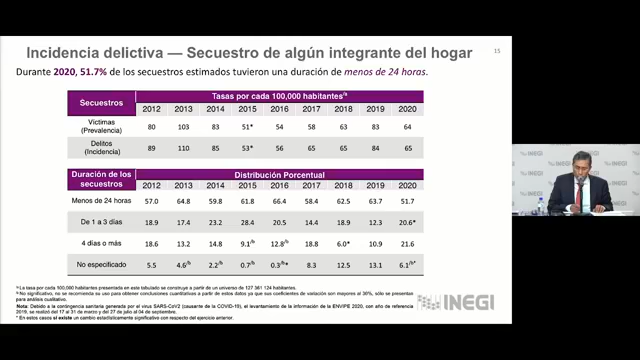 Incidencia delictiva — Secuestro de algún integrante del hogar
15
Durante 2020, 51.7% de los secuestros estimados tuvieron una duración de menos de 24 horas.
Secuestros Tasas por cada 100,000 habitantes/a
2012 2013 2014 2015 2016 2017 2018 2019 2020
Víctimas (Prevalencia) 80 103 83 51* 54 58 63 83 64
Delitos (Incidencia) 89 110 85 53* 56 65 65 84 65
Duración de los secuestros Distribución Porcentual
2012 2013 2014 2015 2016 2017 2018 2019 2020
Menos de 24 horas 57.0 64.8 59.8 61.8 66.4 58.4 62.5 63.7 51.7
De 1 a 3 días 18.9 17.4 23.2 28.4 20.5 14.4 18.9 12.3 20.6*
4 días o más 18.6 13.2 14.8 9.1/b 12.8/b 18.8 6.0* 10.9 21.6
No especificado 5.5 4.6/b 2.2/b 0.7/b 0.3/b* 8.3 12.5 13.1 6.1/b*
/a La tasa por cada 100,000 habitantes presentada en este tabulado se construye a partir de un universo de 127 361 124 habitantes.
/b No significativo, no se recomienda su uso para obtener conclusiones cuantitativas a partir de estos datos ya que sus coeficientes de variación son mayores al 30%, sólo se presentan
para análisis cualitativo.
Nota: Debido a la contingencia sanitaria generada por el virus SARS-CoV2 (causante de la COVID-19), el levantamiento de la información de la ENVIPE 2020, con año de referencia
2019, se realizó del 17 al 31 de marzo y del 27 de julio al 04 de septiembre.
* En estos casos sí existe un cambio estadísticamente significativo con respecto del ejercicio anterior.
INEGI
INEGI